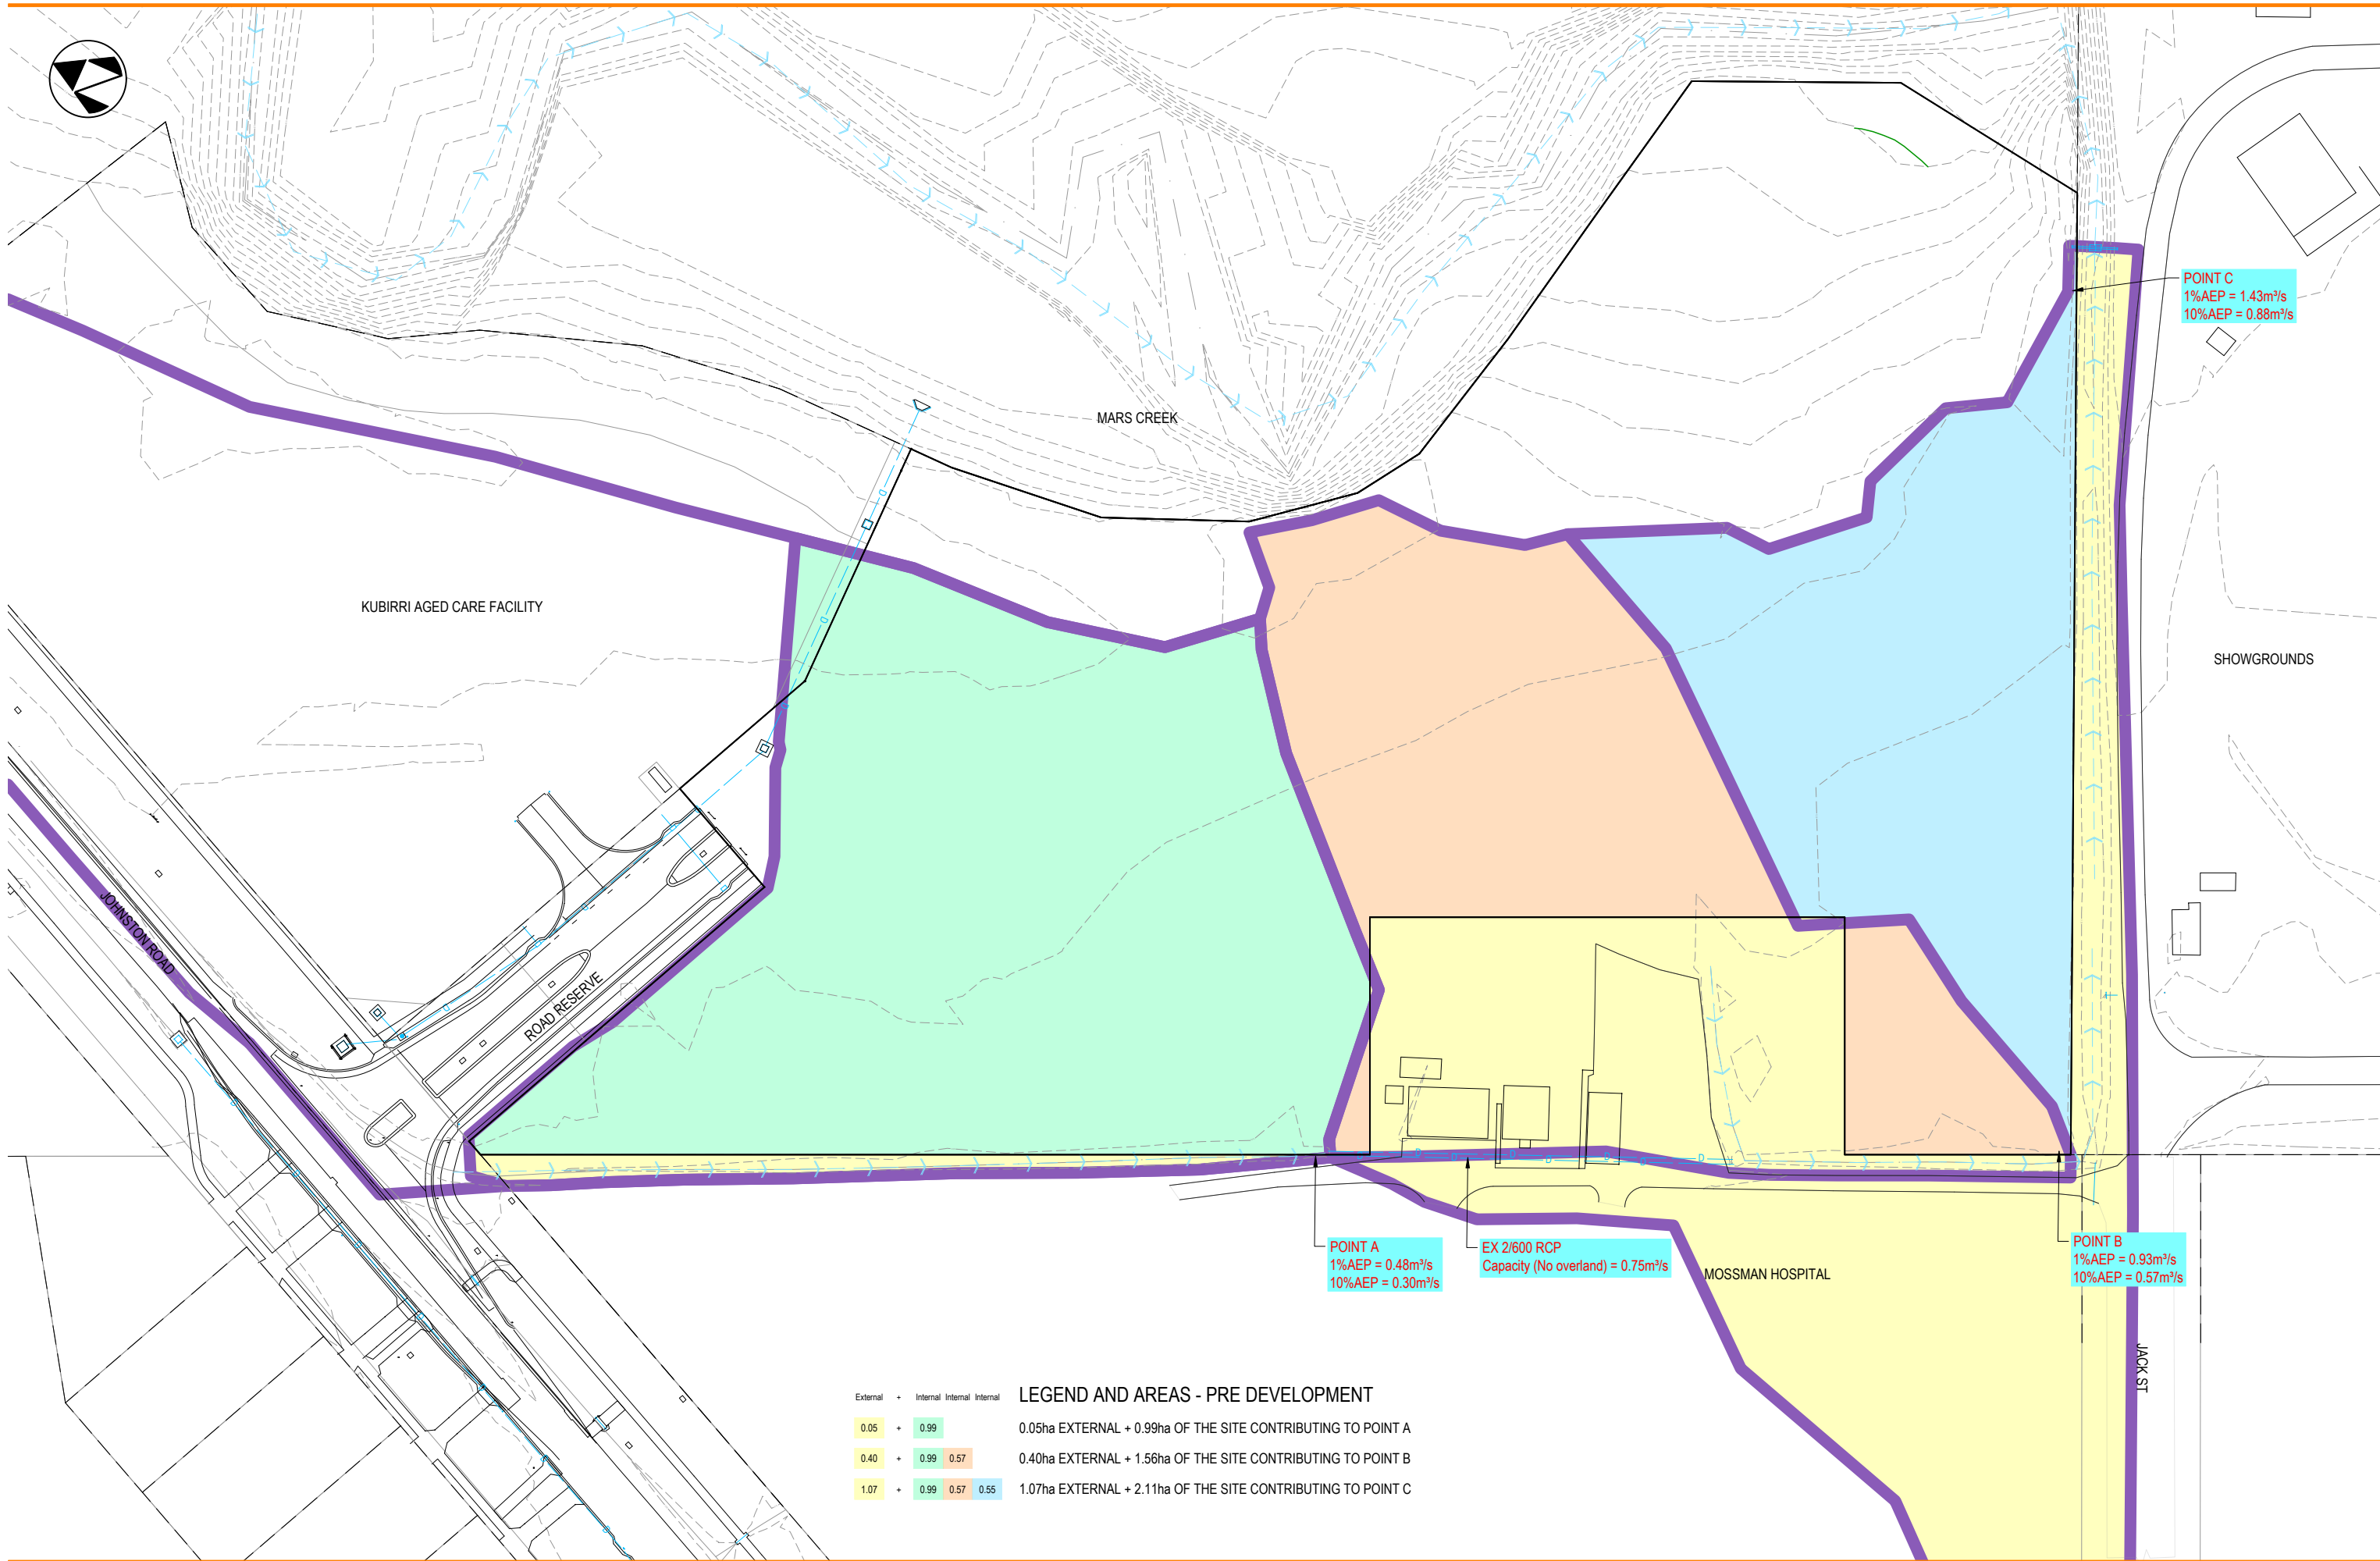 POINT C
1%AEP = 1.43m³/s
10%AEP = 0.88m³/s
MARS CREEK
KUBIRRI AGED CARE FACILITY
SHOWGROUNDS
JOHNSTON ROAD
ROAD RESERVE
POINT A
1%AEP = 0.48m³/s
10%AEP = 0.30m³/s
EX 2/600 RCP
Capacity (No overland) = 0.75m³/s
MOSSMAN HOSPITAL
POINT B
1%AEP = 0.93m³/s
10%AEP = 0.57m³/s
JACK ST
External + Internal Internal Internal LEGEND AND AREAS - PRE DEVELOPMENT
0.05 + 0.99 0.05ha EXTERNAL + 0.99ha OF THE SITE CONTRIBUTING TO POINT A
0.40 + 0.99 0.57 0.40ha EXTERNAL + 1.56ha OF THE SITE CONTRIBUTING TO POINT B
1.07 + 0.99 0.57 0.55 1.07ha EXTERNAL + 2.11ha OF THE SITE CONTRIBUTING TO POINT C